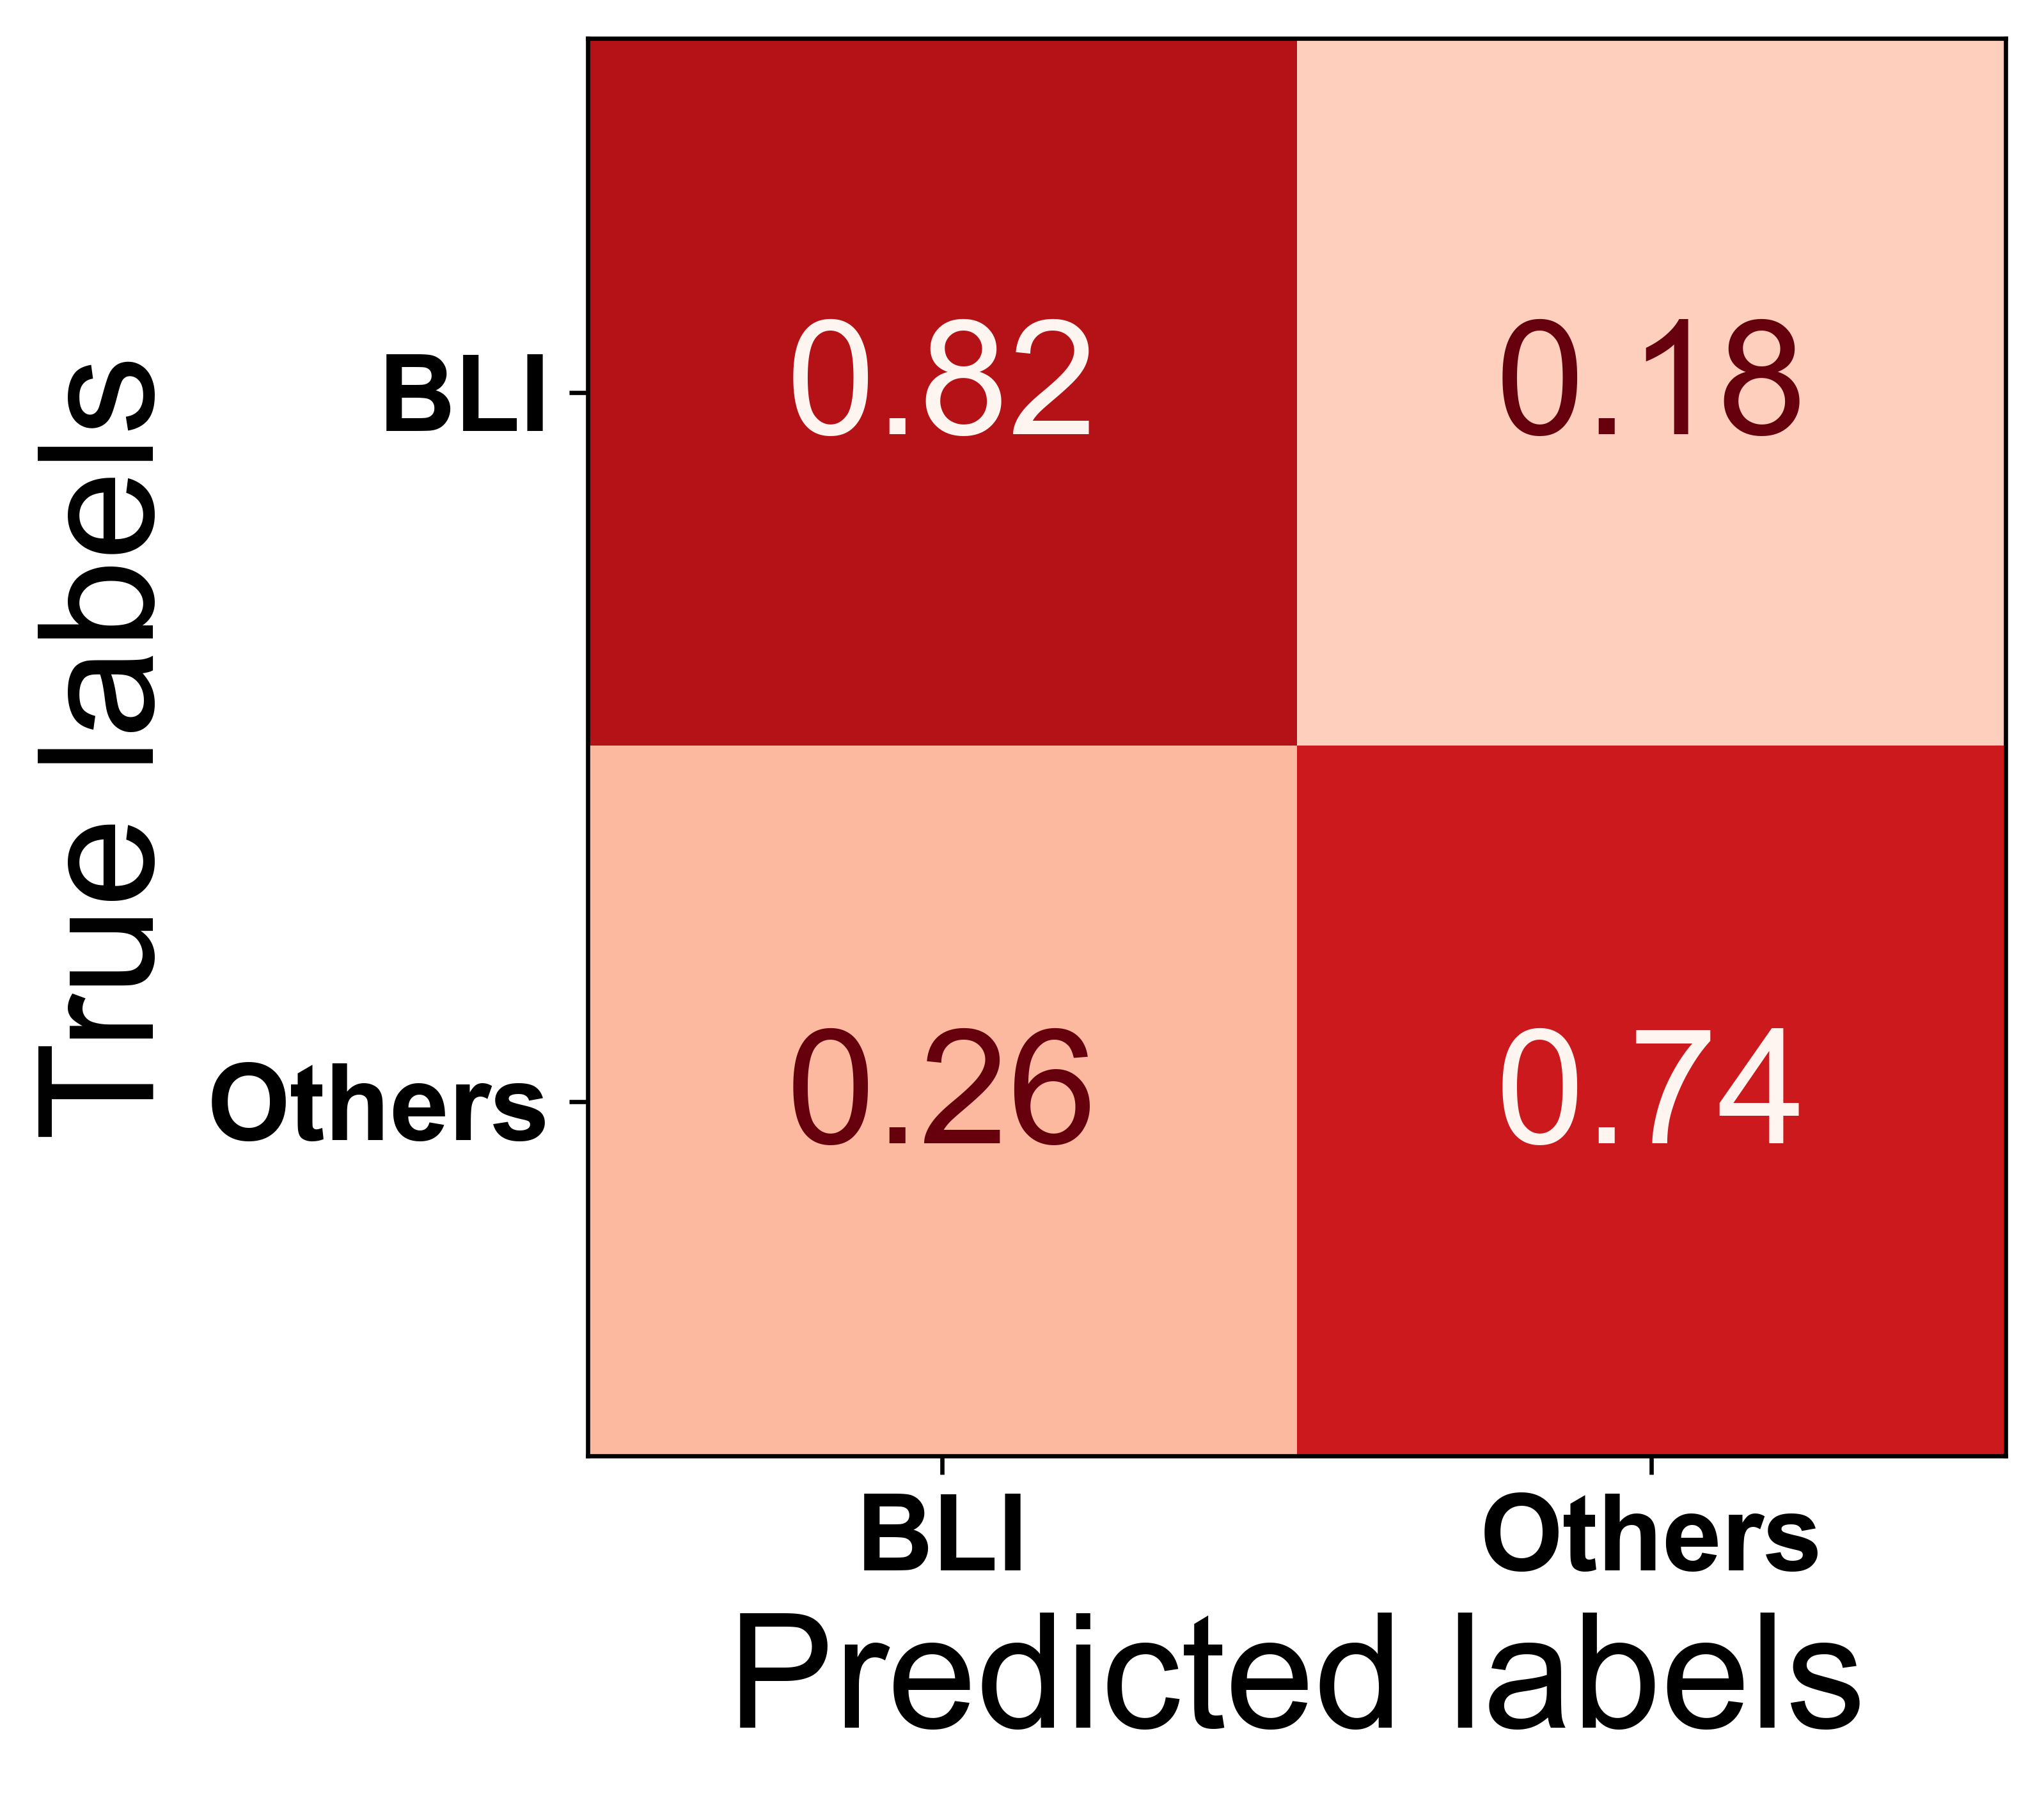 True labels
BLI
0.82 0.18
Others
0.26 0.74
BLI Others
Predicted labels